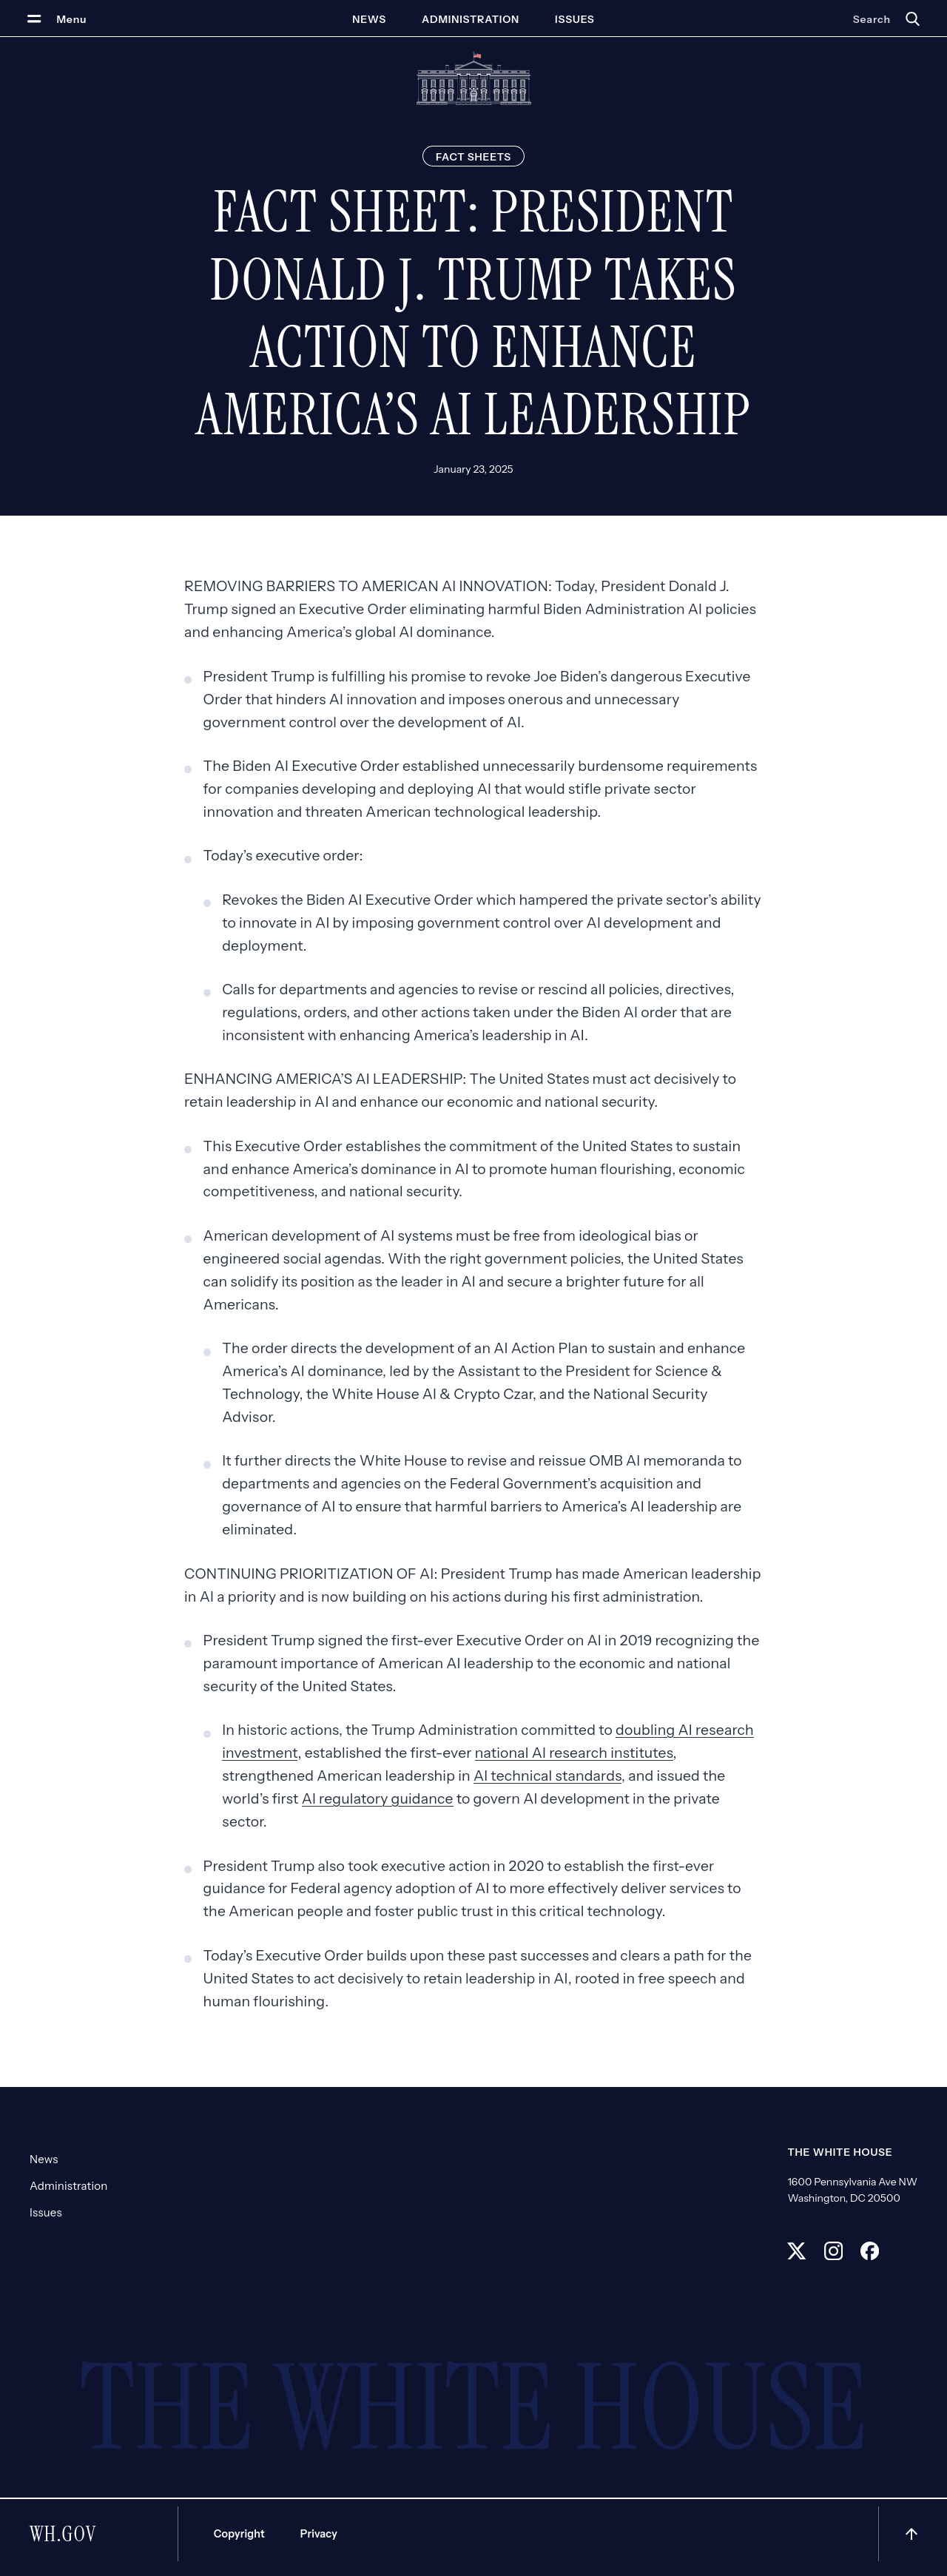 Menu
NEWS
ADMINISTRATION
ISSUES
Search
FACT SHEETS
FACT SHEET: PRESIDENT
DONALD J. TRUMP TAKES
ACTION TO ENHANCE
AMERICA’S AI LEADERSHIP
January 23, 2025
REMOVING BARRIERS TO AMERICAN AI INNOVATION: Today, President Donald J.
Trump signed an Executive Order eliminating harmful Biden Administration AI policies
and enhancing America’s global AI dominance.
President Trump is fulfilling his promise to revoke Joe Biden’s dangerous Executive
Order that hinders AI innovation and imposes onerous and unnecessary
government control over the development of AI.
The Biden AI Executive Order established unnecessarily burdensome requirements
for companies developing and deploying AI that would stifle private sector
innovation and threaten American technological leadership.
Today’s executive order:
Revokes the Biden AI Executive Order which hampered the private sector’s ability
to innovate in AI by imposing government control over AI development and
deployment.
Calls for departments and agencies to revise or rescind all policies, directives,
regulations, orders, and other actions taken under the Biden AI order that are
inconsistent with enhancing America’s leadership in AI.
ENHANCING AMERICA’S AI LEADERSHIP: The United States must act decisively to
retain leadership in AI and enhance our economic and national security.
This Executive Order establishes the commitment of the United States to sustain
and enhance America’s dominance in AI to promote human flourishing, economic
competitiveness, and national security.
American development of AI systems must be free from ideological bias or
engineered social agendas. With the right government policies, the United States
can solidify its position as the leader in AI and secure a brighter future for all
Americans.
The order directs the development of an AI Action Plan to sustain and enhance
America’s AI dominance, led by the Assistant to the President for Science &
Technology, the White House AI & Crypto Czar, and the National Security
Advisor.
It further directs the White House to revise and reissue OMB AI memoranda to
departments and agencies on the Federal Government’s acquisition and
governance of AI to ensure that harmful barriers to America’s AI leadership are
eliminated.
CONTINUING PRIORITIZATION OF AI: President Trump has made American leadership
in AI a priority and is now building on his actions during his first administration.
President Trump signed the first-ever Executive Order on AI in 2019 recognizing the
paramount importance of American AI leadership to the economic and national
security of the United States.
In historic actions, the Trump Administration committed to doubling AI research
investment, established the first-ever national AI research institutes,
strengthened American leadership in AI technical standards, and issued the
world’s first AI regulatory guidance to govern AI development in the private
sector.
President Trump also took executive action in 2020 to establish the first-ever
guidance for Federal agency adoption of AI to more effectively deliver services to
the American people and foster public trust in this critical technology.
Today’s Executive Order builds upon these past successes and clears a path for the
United States to act decisively to retain leadership in AI, rooted in free speech and
human flourishing.
News
Administration
Issues
THE WHITE HOUSE
1600 Pennsylvania Ave NW
Washington, DC 20500
THE WHITE HOUSE
WH.GOV
Copyright
Privacy